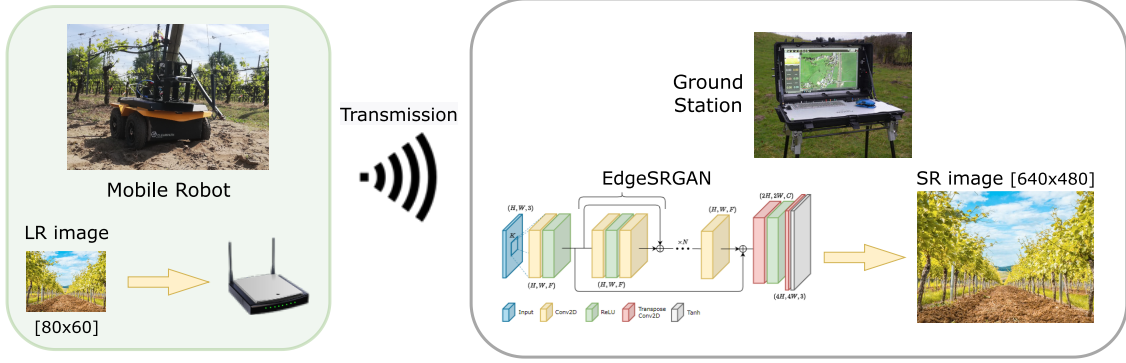 Mobile Robot
LR image
[80x60]
Transmission
Ground
Station
EdgeSRGAN
SR image [640x480]
(H, W, 3)
K
(H, W, F)
(H, W, F)
×N
(H, W, F)
(2H, 2W, C)
(4H, 4W, 3)
Input
Conv2D
ReLU
Transpose
Conv2D
Tanh